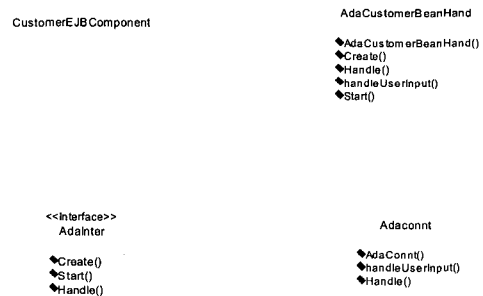 CustomerEJBComponent
AdaCustomerBeanHand
AdaCustomerBeanHand()
Create()
Handle()
handleUserInput()
Start()
<<Interface>>
AdaInter
Create()
Start()
Handle()
Adaconnt
AdaConnt()
handleUserInput()
Handle()